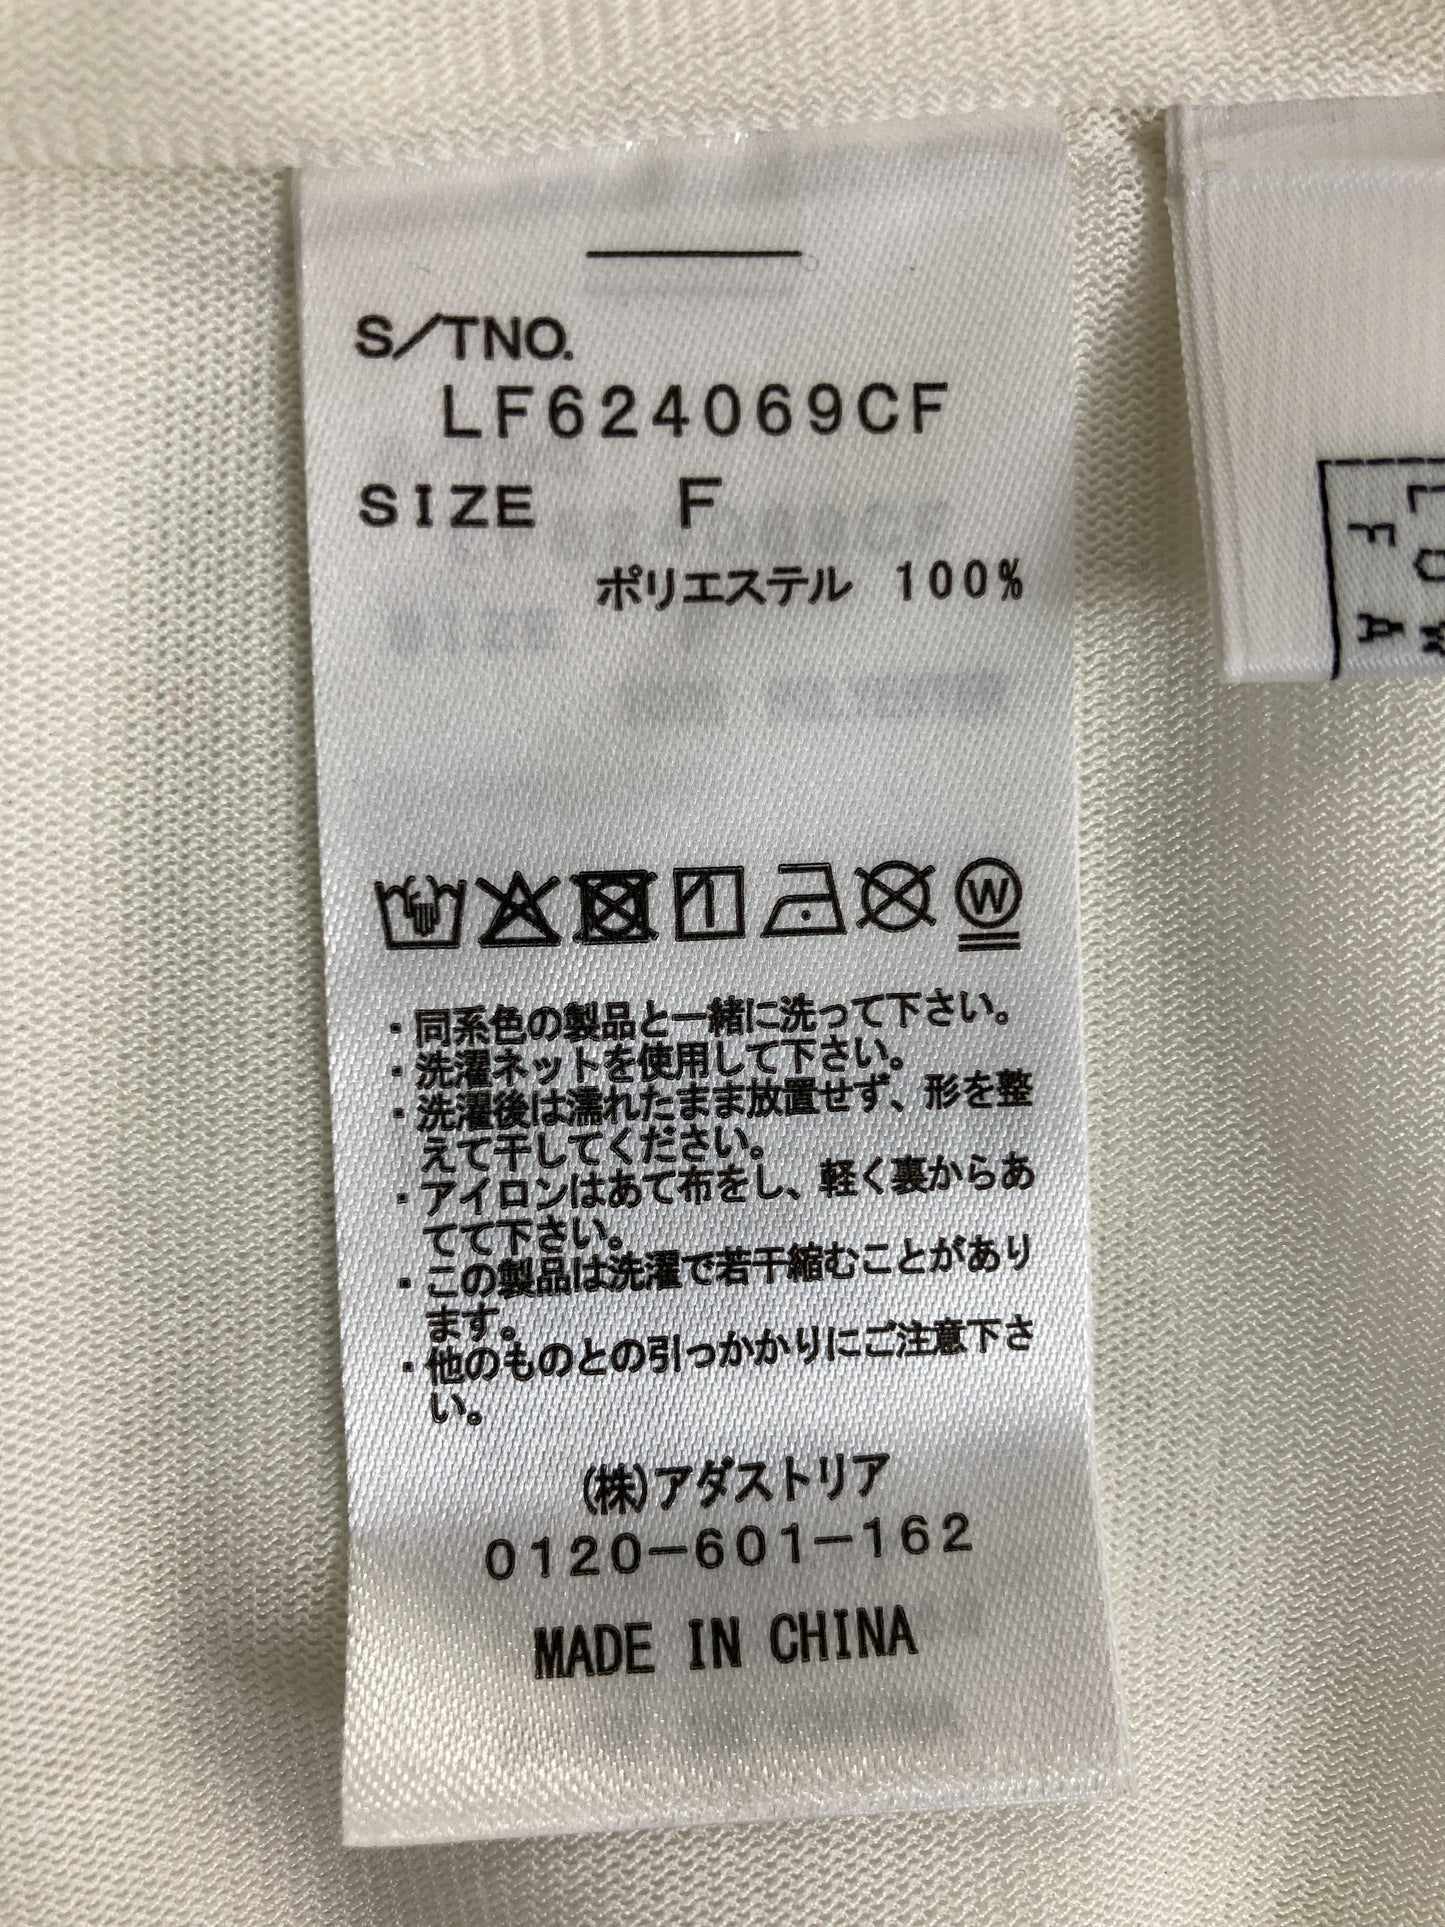 S/TNO.
LF624069CF
SIZE F
ポリエステル 100%
W
・同系色の製品と一緒に洗って下さい。
・洗濯ネットを使用して下さい。
・洗濯後は濡れたまま放置せず、形を整
えて干してください。
・アイロンはあて布をし、軽く裏からあ
てて下さい。
・この製品は洗濯で若干縮むことがあり
ます。
・他のものとの引っかかりにご注意下さ
い。
(株)アダストリア
0120-601-162
MADE IN CHINA